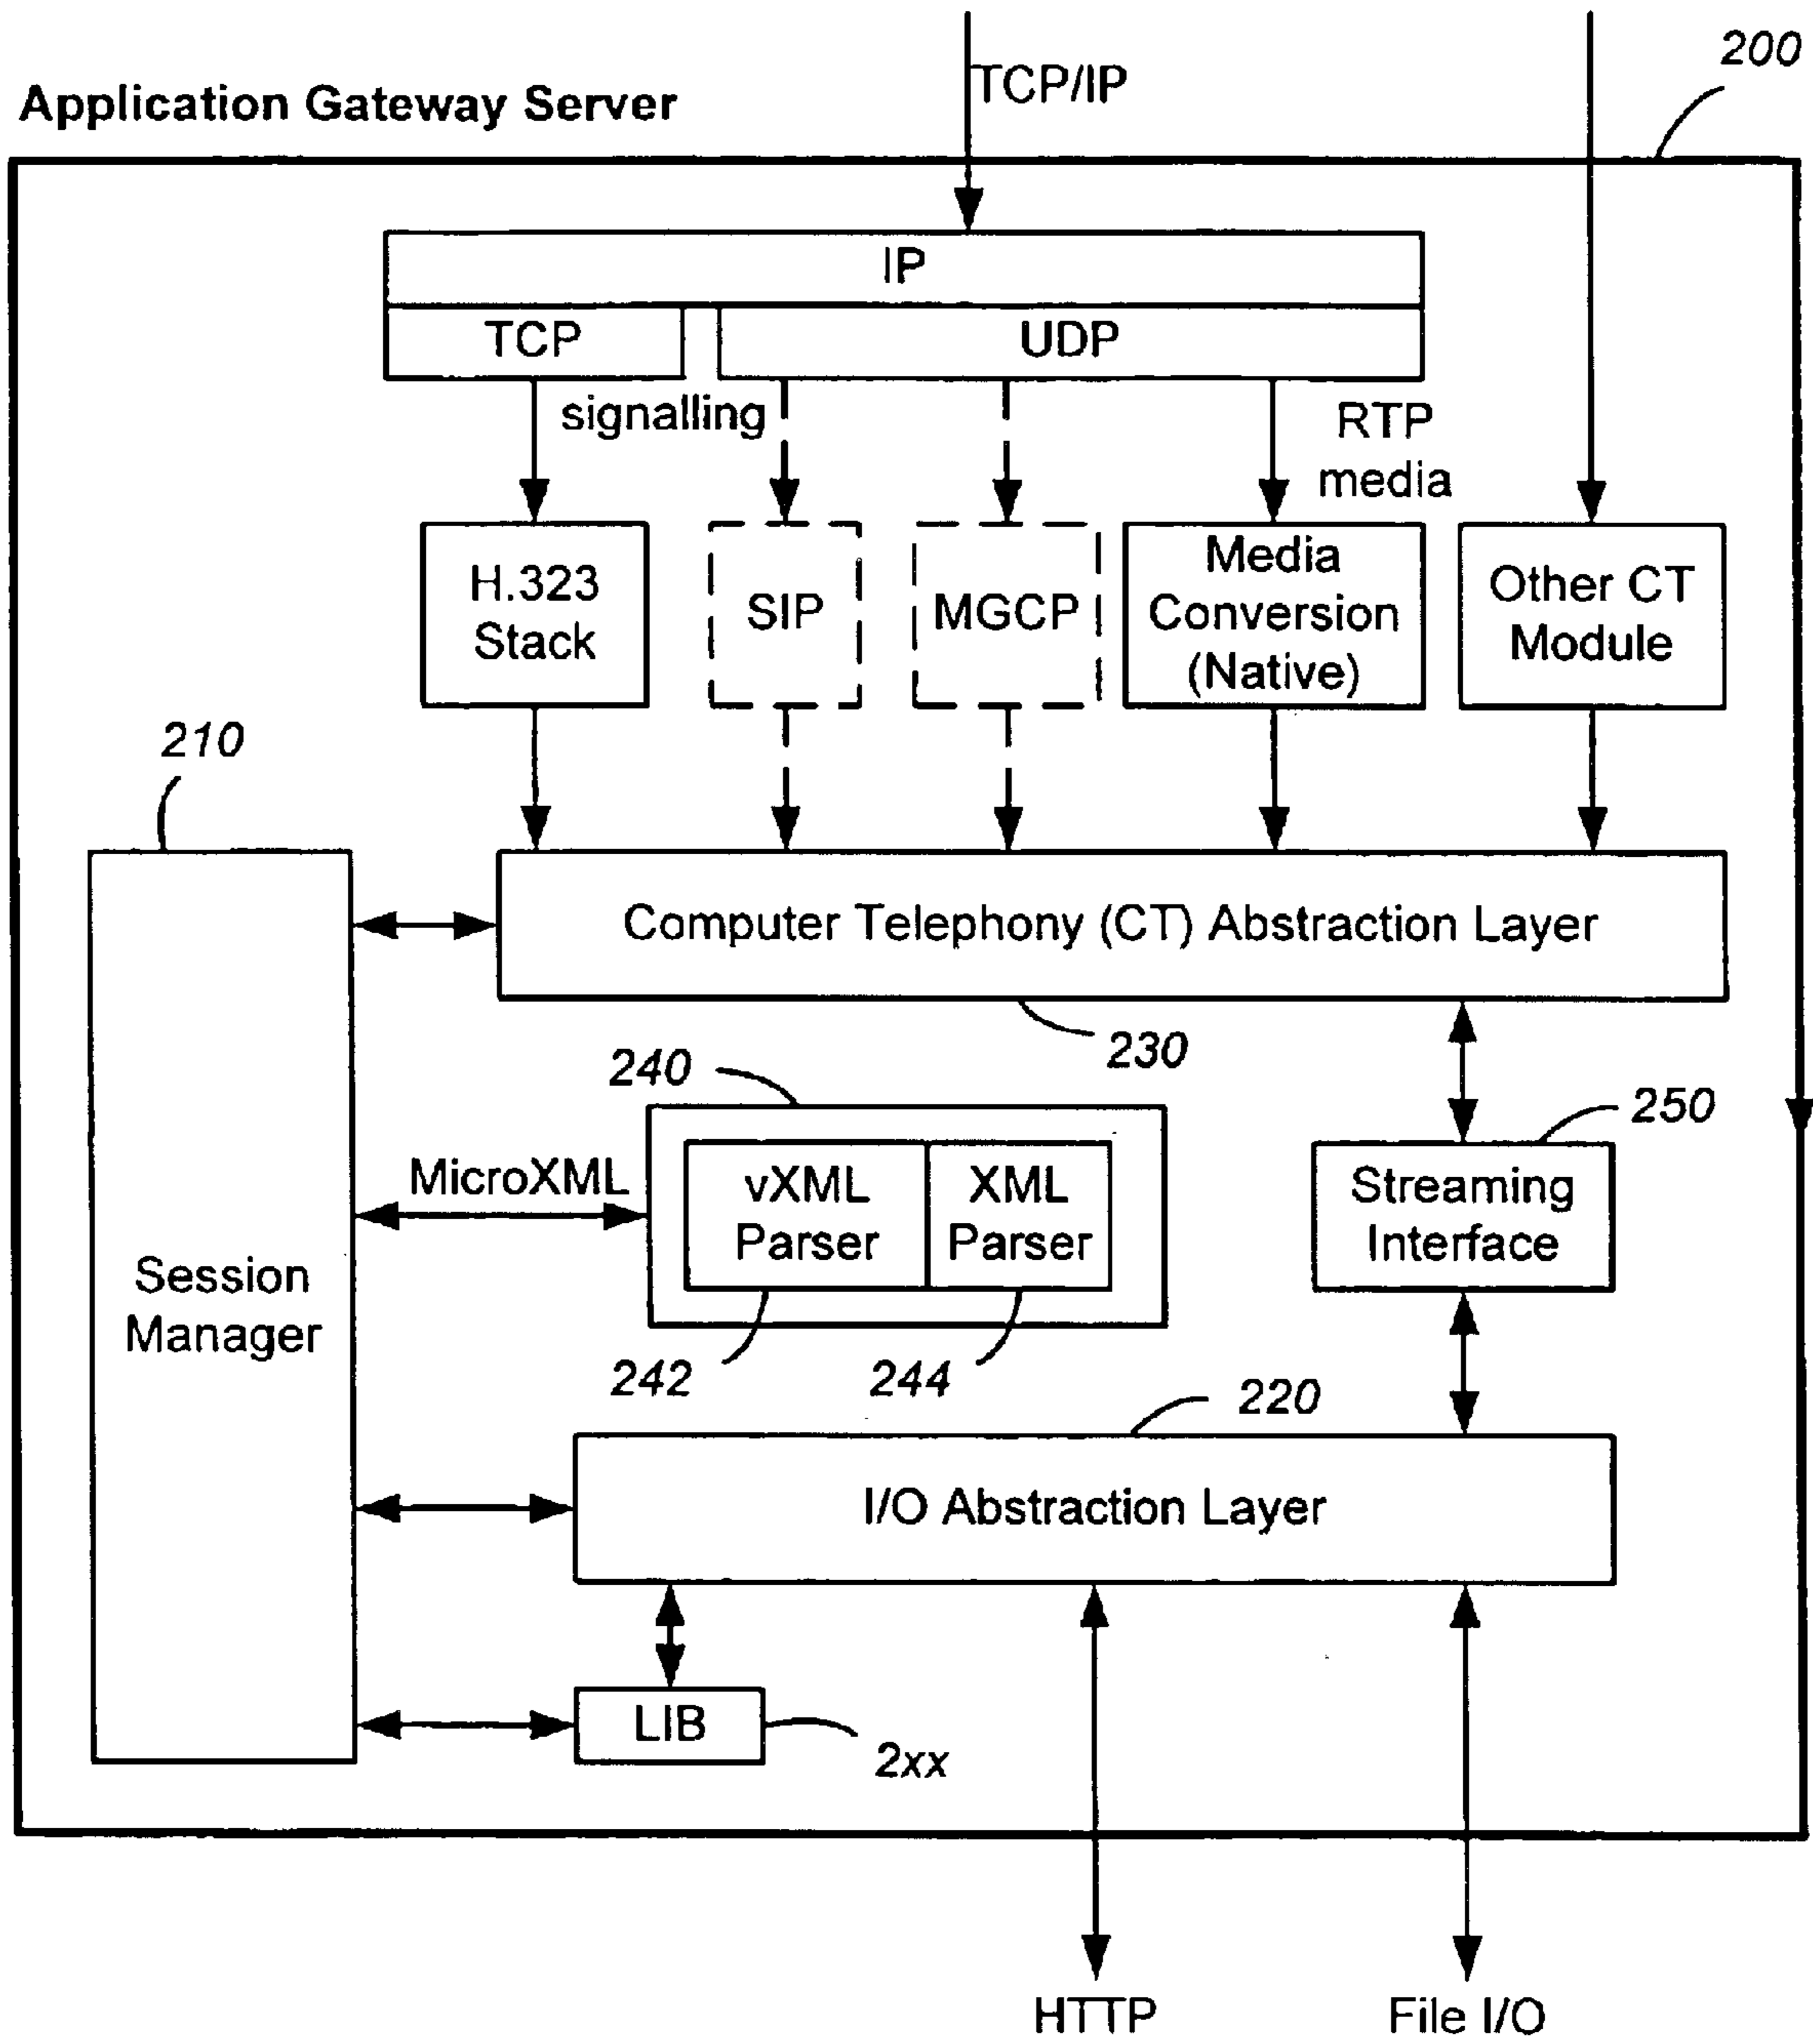 200
TCP/IP
Application Gateway Server
IP
TCP
UDP
signalling
RTP
media
H.323
Stack
SIP
MGCP
Media
Conversion
(Native)
Other CT
Module
210
Computer Telephony (CT) Abstraction Layer
230
240
250
MicroXML
vXML
Parser
XML
Parser
Streaming
Interface
Session
Manager
242
244
220
I/O Abstraction Layer
LIB
2xx
HTTP
File I/O